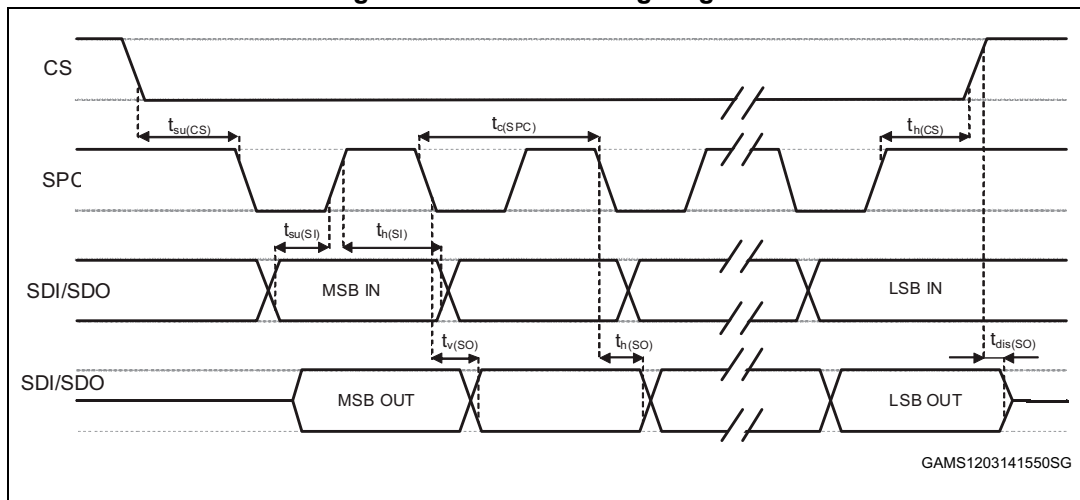 CS
tsu(CS)
tc(SPC)
th(CS)
SPC
tsu(SI)
th(SI)
SDI/SDO
MSB IN
LSB IN
tv(SO)
th(SO)
tdis(SO)
SDI/SDO
MSB OUT
LSB OUT
GAMS1203141550SG